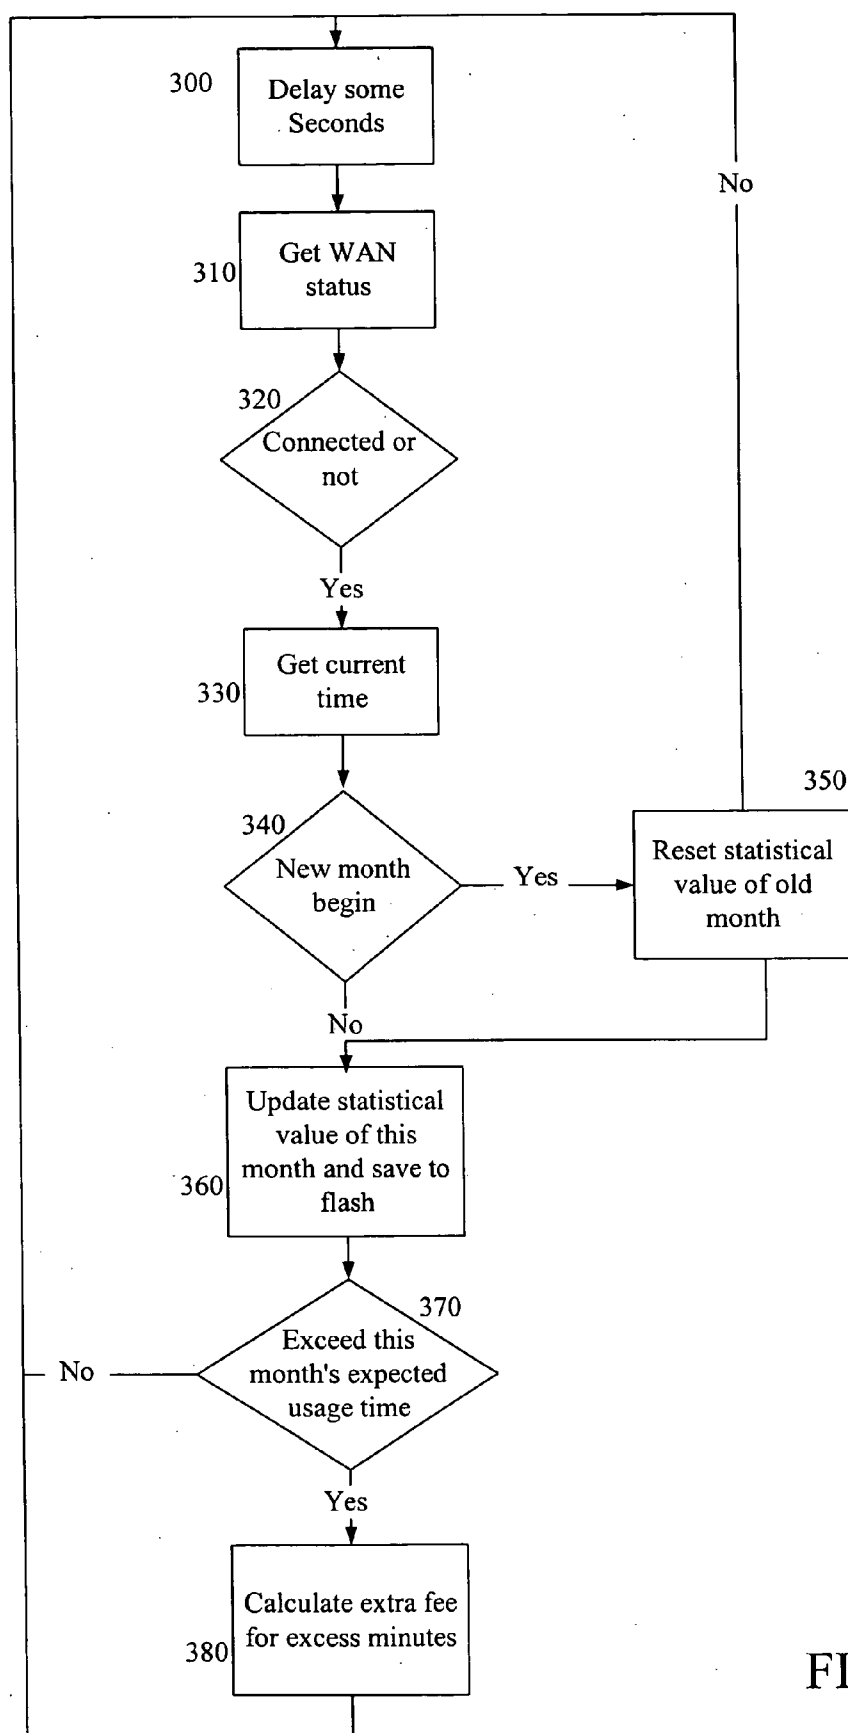 300
Delay some
Seconds
No
310
Get WAN
status
320
Connected or
not
Yes
330
Get current
time
350
340
New month
begin
Yes
Reset statistical
value of old
month
No
360
Update statistical
value of this
month and save to
flash
370
Exceed this
month's expected
usage time
No
Yes
380
Calculate extra fee
for excess minutes